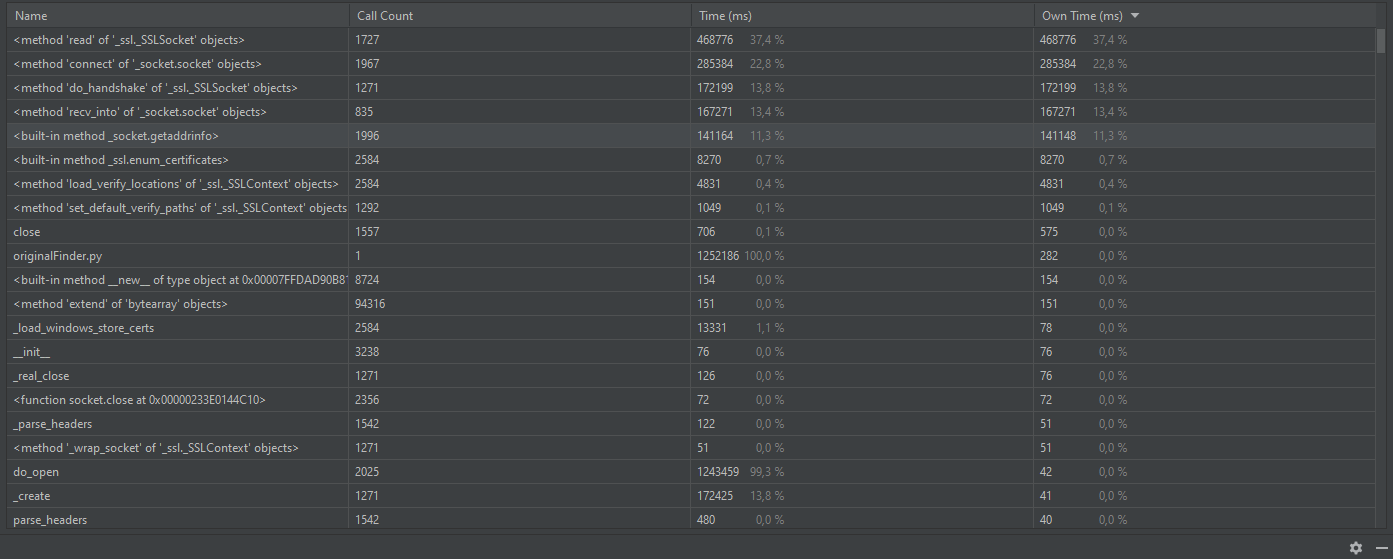 Name Call Count Time (ms) Own Time (ms)
<method 'read' of '_ssl._SSLSocket' objects> 1727 468776 37,4 % 468776 37,4 %
<method 'connect' of '_socket.socket' objects> 1967 285384 22,8 % 285384 22,8 %
<method 'do_handshake' of '_ssl._SSLSocket' objects> 1271 172199 13,8 % 172199 13,8 %
<method 'recv_into' of '_socket.socket' objects> 835 167271 13,4 % 167271 13,4 %
<built-in method _socket.getaddrinfo> 1996 141164 11,3 % 141148 11,3 %
<built-in method _ssl.enum_certificates> 2584 8270 0,7 % 8270 0,7 %
<method 'load_verify_locations' of '_ssl._SSLContext' objects> 2584 4831 0,4 % 4831 0,4 %
<method 'set_default_verify_paths' of '_ssl._SSLContext' objects 1292 1049 0,1 % 1049 0,1 %
close 1557 706 0,1 % 575 0,0 %
originalFinder.py 1 1252186 100,0 % 282 0,0 %
<built-in method __new__ of type object at 0x00007FFDAD90B81 8724 154 0,0 % 154 0,0 %
<method 'extend' of 'bytearray' objects> 94316 151 0,0 % 151 0,0 %
_load_windows_store_certs 2584 13331 1,1 % 78 0,0 %
__init__ 3238 76 0,0 % 76 0,0 %
_real_close 1271 126 0,0 % 76 0,0 %
<function socket.close at 0x00000233E0144C10> 2356 72 0,0 % 72 0,0 %
_parse_headers 1542 122 0,0 % 51 0,0 %
<method '_wrap_socket' of '_ssl._SSLContext' objects> 1271 51 0,0 % 51 0,0 %
do_open 2025 1243459 99,3 % 42 0,0 %
_create 1271 172425 13,8 % 41 0,0 %
parse_headers 1542 480 0,0 % 40 0,0 %